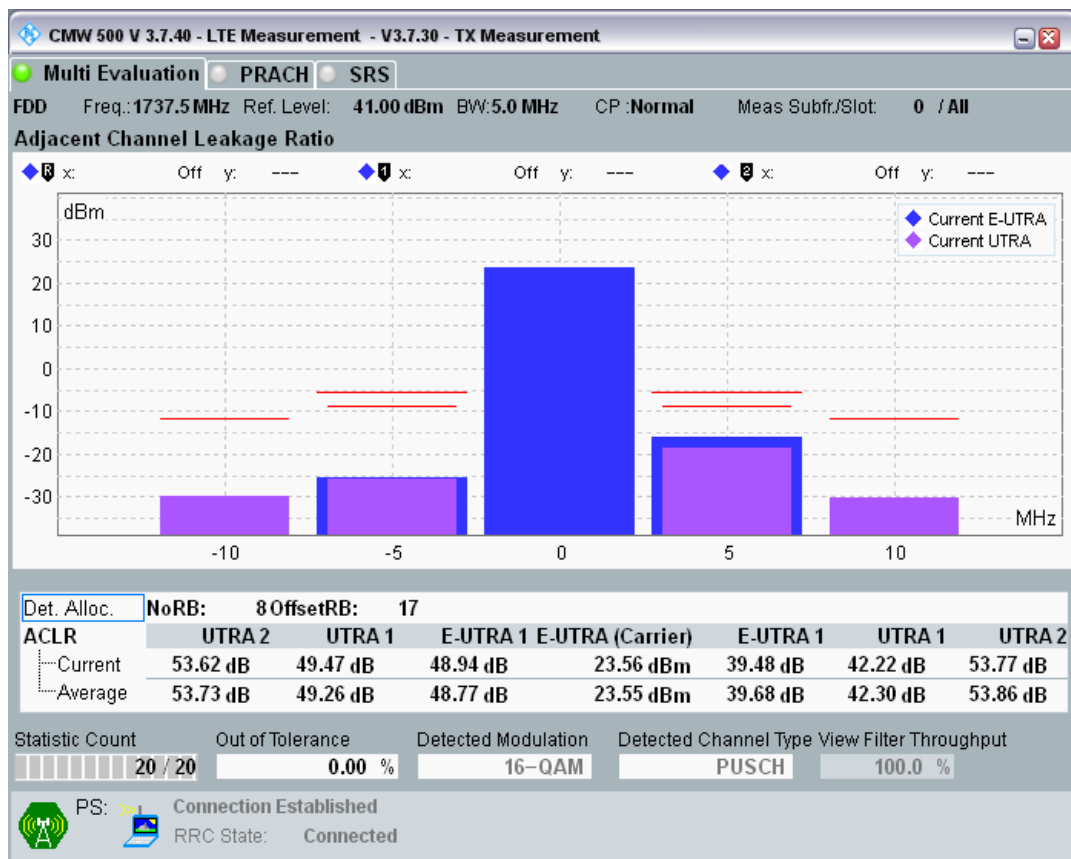 CMW 500 V 3.7.40 - LTE Measurement - V3.7.30 - TX Measurement
Multi Evaluation PRACH SRS
FDD Freq.:1737.5 MHz Ref. Level: 41.00 dBm BW:5.0 MHz CP :Normal Meas Subfr./Slot: 0 / All
Adjacent Channel Leakage Ratio
R x: Off y: --- 1 x: Off y: --- 2 x: Off y: ---
dBm
Current E-UTRA
Current UTRA
30
20
10
0
-10
-20
-30
MHz
-10 -5 0 5 10
Det. Alloc. NoRB: 8 OffsetRB: 17
ACLR UTRA 2 UTRA 1 E-UTRA 1 E-UTRA (Carrier) E-UTRA 1 UTRA 1 UTRA 2
Current 53.62 dB 49.47 dB 48.94 dB 23.56 dBm 39.48 dB 42.22 dB 53.77 dB
Average 53.73 dB 49.26 dB 48.77 dB 23.55 dBm 39.68 dB 42.30 dB 53.86 dB
Statistic Count Out of Tolerance Detected Modulation Detected Channel Type View Filter Throughput
20 / 20 0.00 % 16-QAM PUSCH 100.0 %
PS: Connection Established
RRC State: Connected